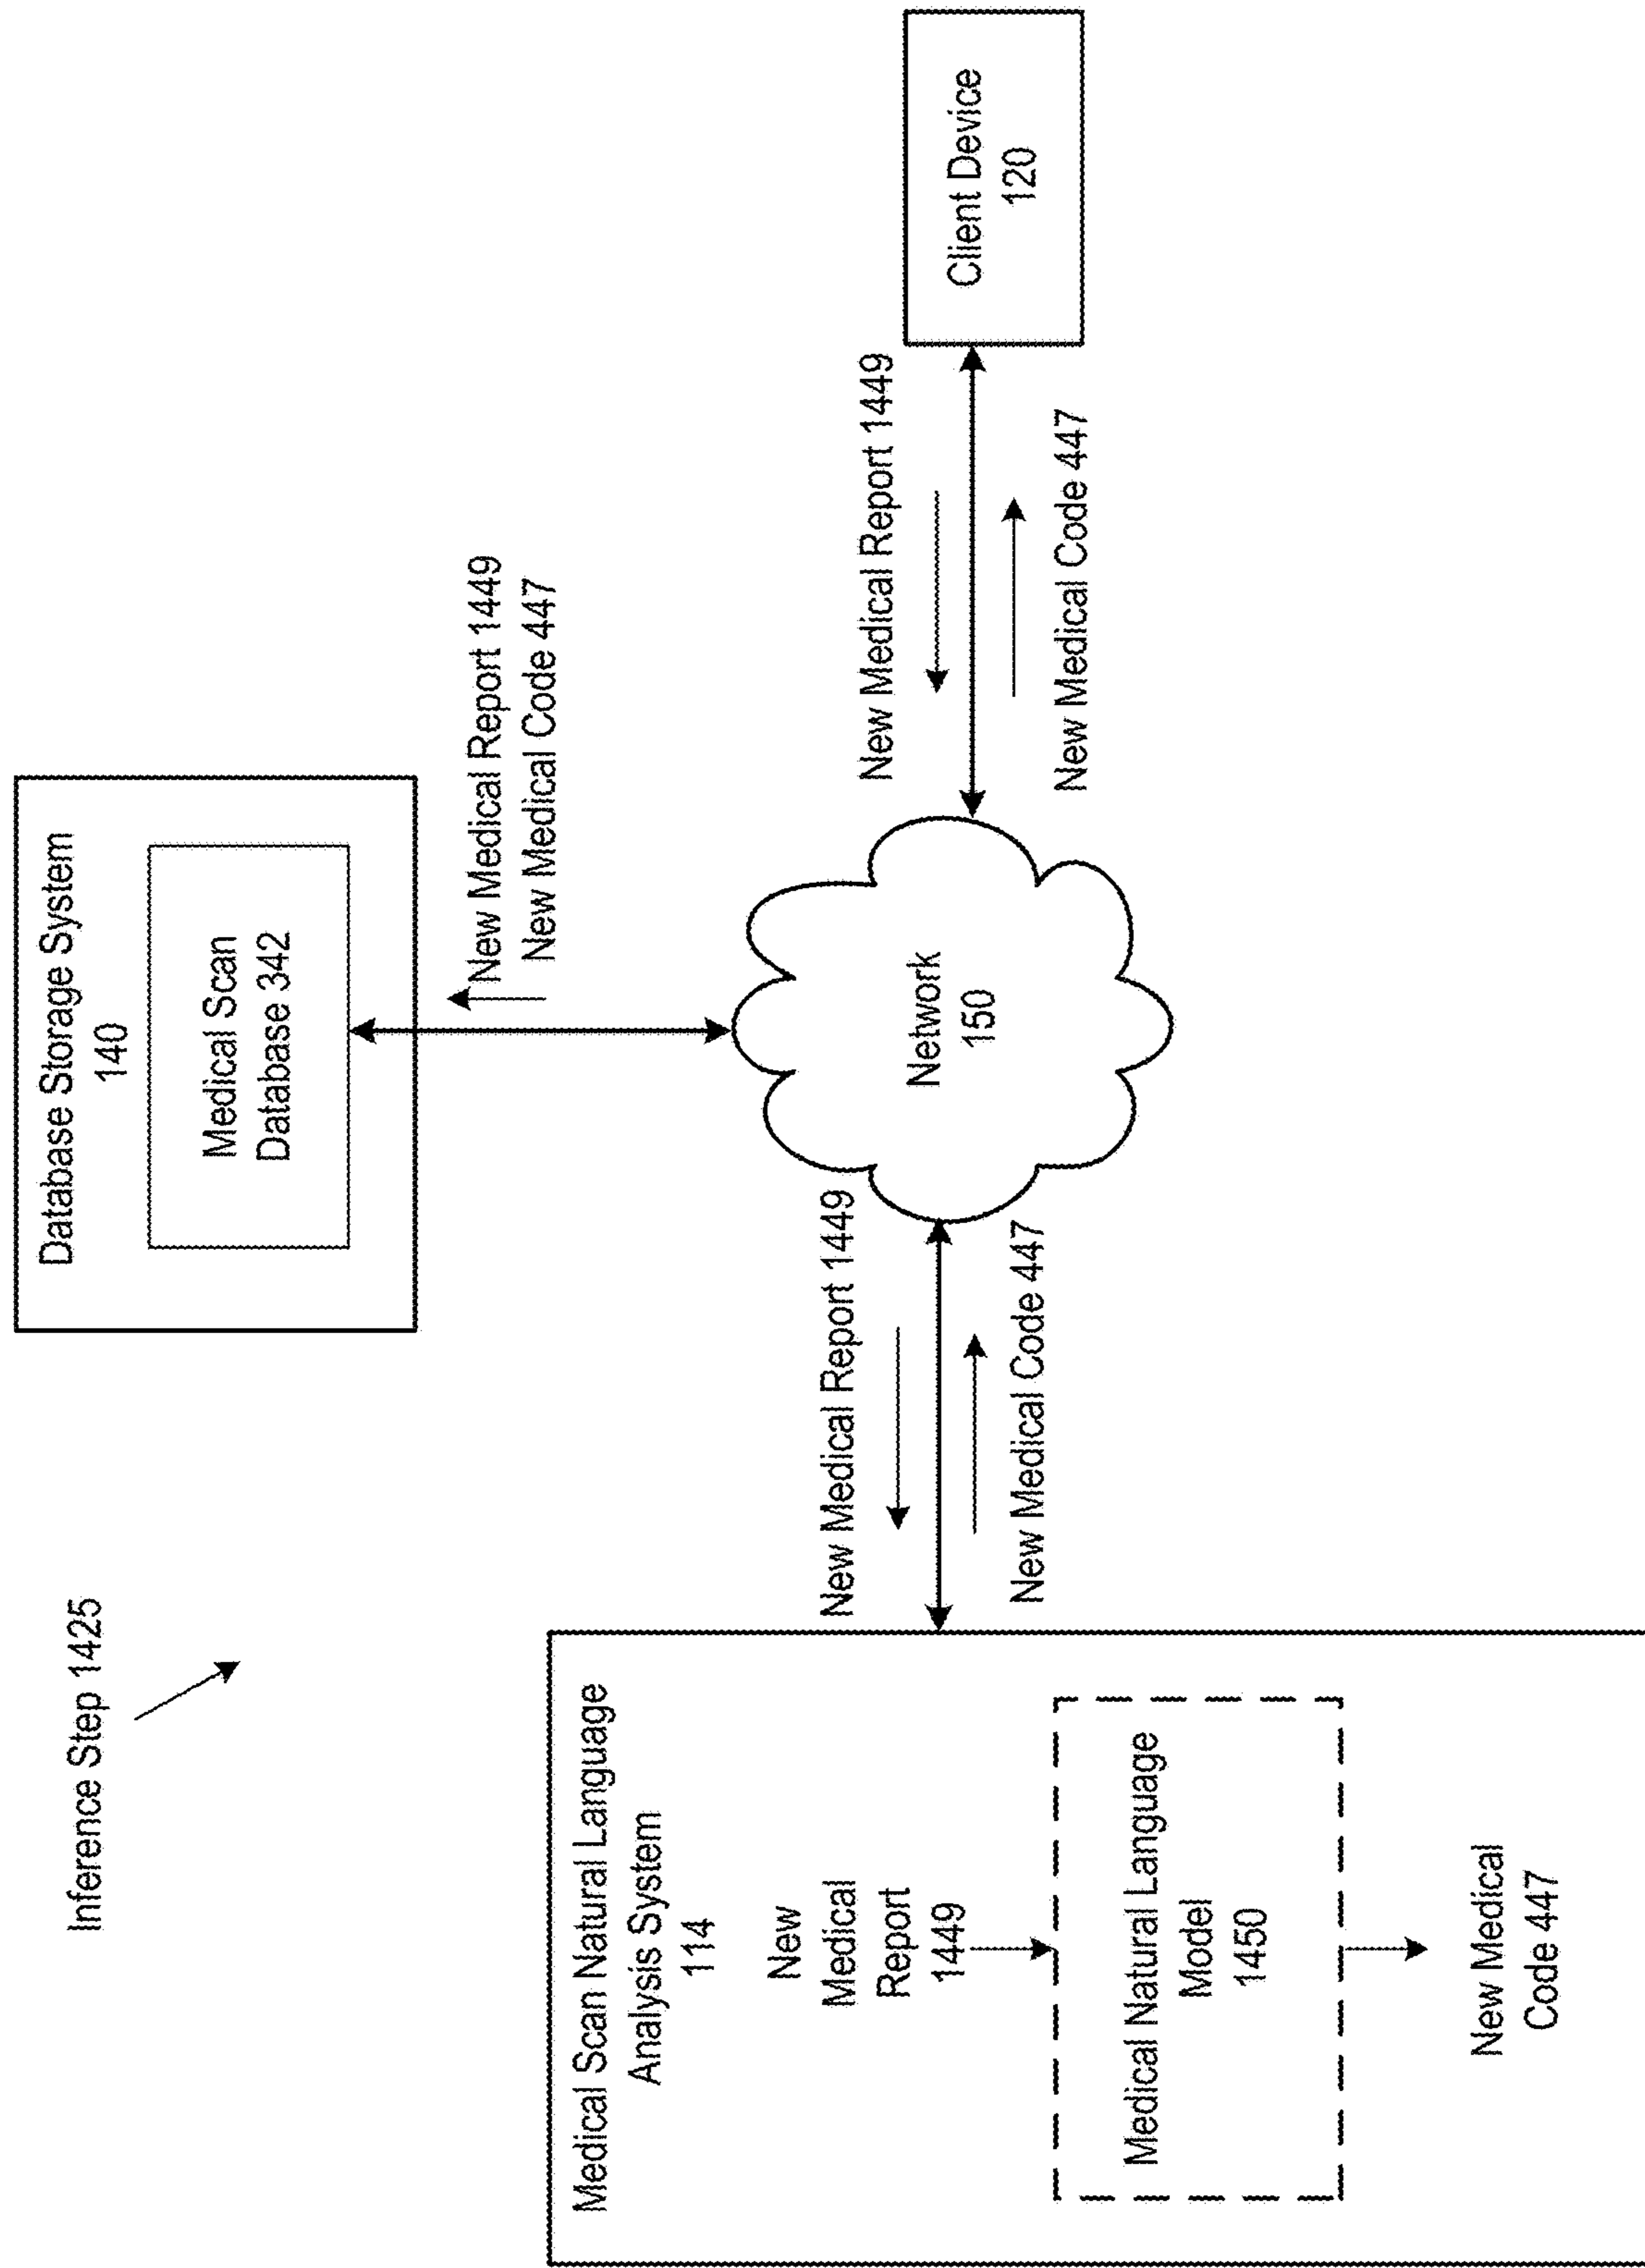 Inference Step 1425
Database Storage System
140
Medical Scan
Database 342
New Medical Report 1449
New Medical Code 447
Medical Scan Natural Language
Analysis System
114
New
Medical
Report
1449
Medical Natural Language
Model
1450
New Medical
Code 447
New Medical Report 1449
New Medical Code 447
Network
150
New Medical Report 1449
New Medical Code 447
Client Device
120